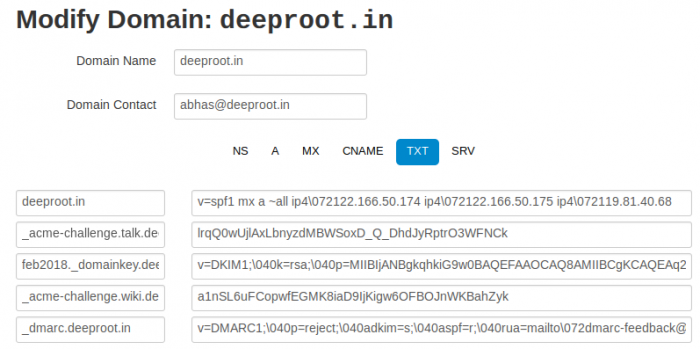 Modify Domain: deeproot.in
Domain Name deeproot.in
Domain Contact abhas@deeproot.in
NS A MX CNAME TXT SRV
deeproot.in v=spf1 mx a ~all ip4\072122.166.50.174 ip4\072122.166.50.175 ip4\072119.81.40.68
_acme-challenge.talk.dee lrqQ0wUjlAxLbnyzdMBWSoxD_Q_DhdJyRptrO3WFNCk
feb2018._domainkey.dee v=DKIM1;\040k=rsa;\040p=MIIBIjANBgkqhkiG9w0BAQEFAAOCAQ8AMIIBCgKCAQEAq2
_acme-challenge.wiki.de a1nSL6uFCopwfEGMK8iaD9IjKigw6OFBOJnWKBahZyk
_dmarc.deeproot.in v=DMARC1;\040p=reject;\040adkim=s;\040aspf=r;\040rua=mailto\072dmarc-feedback@